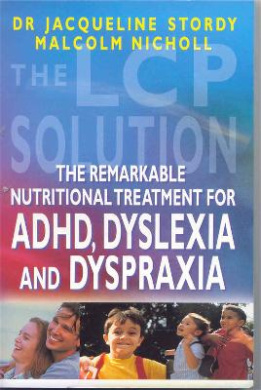 DR JACQUELINE STORDY
MALCOLM NICHOLL
THE LCP
SOLUTION
THE REMARKABLE
NUTRITIONAL TREATMENT FOR
ADHD, DYSLEXIA
AND DYSPRAXIA